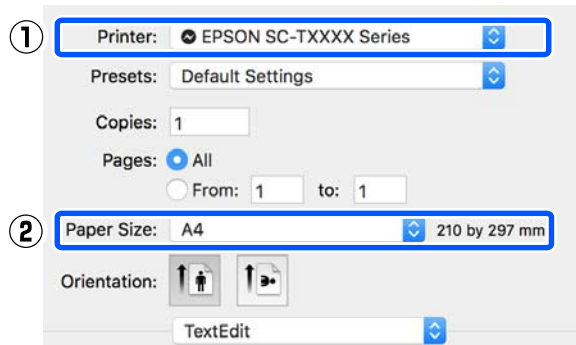 ① Printer: EPSON SC-TXXXX Series
Presets: Default Settings
Copies: 1
Pages: All
From: 1 to: 1
② Paper Size: A4 210 by 297 mm
Orientation:
TextEdit